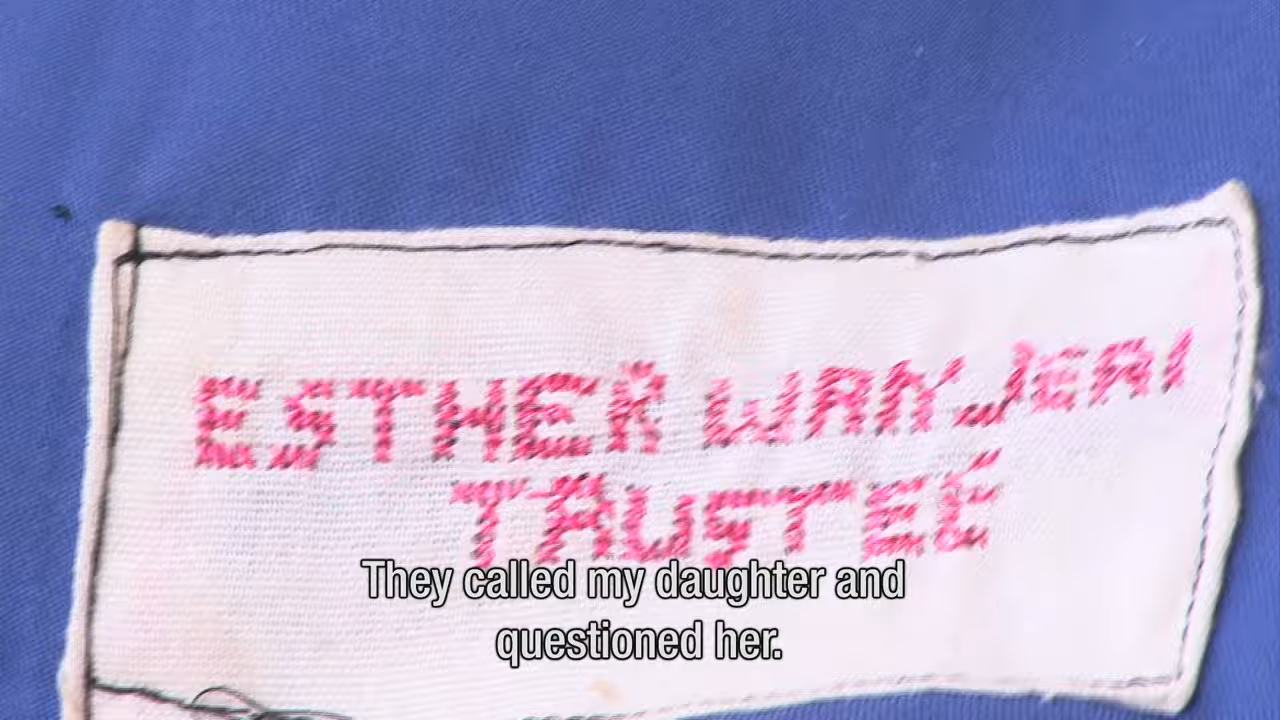 ESTHER WANJERI
TRUSTEE
They called my daughter and
questioned her.